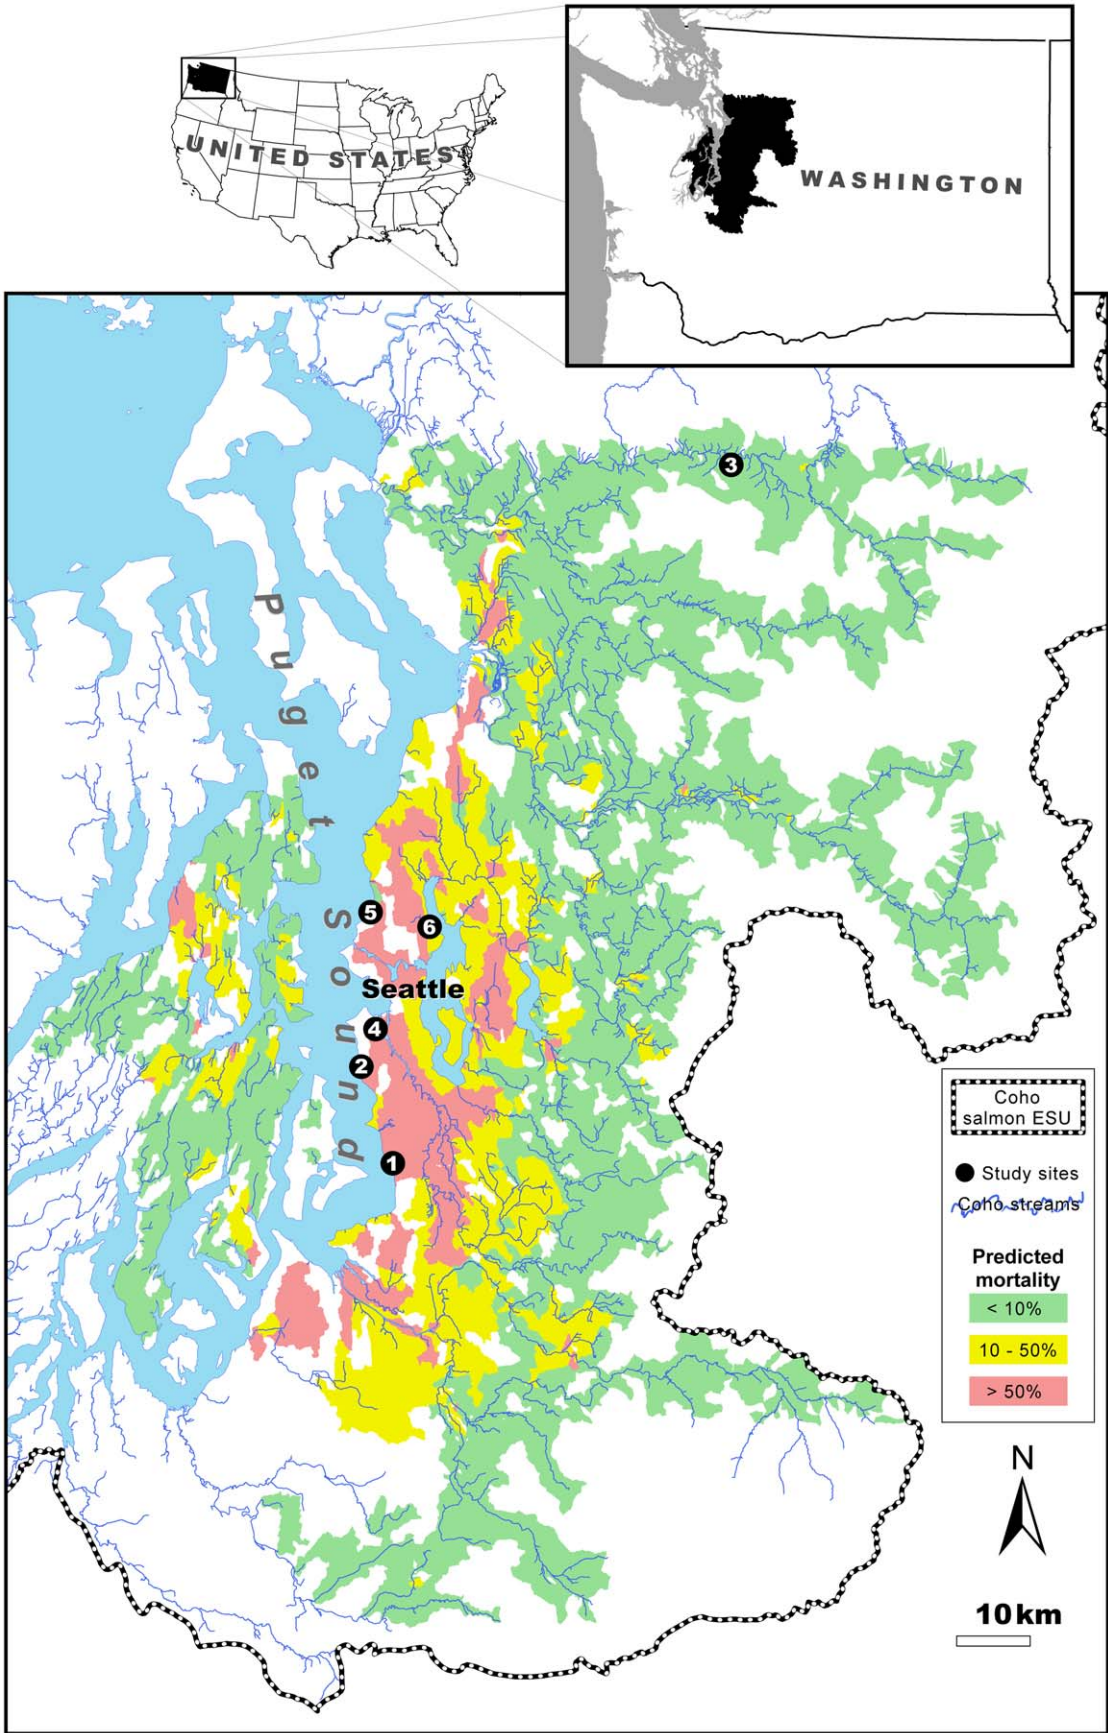 UNITED STATES
WASHINGTON
Puget Sound
3
5
6
Seattle
4
2
1
Coho
salmon ESU
Study sites
Coho streams
Predicted
mortality
< 10%
10 - 50%
> 50%
N
10 km